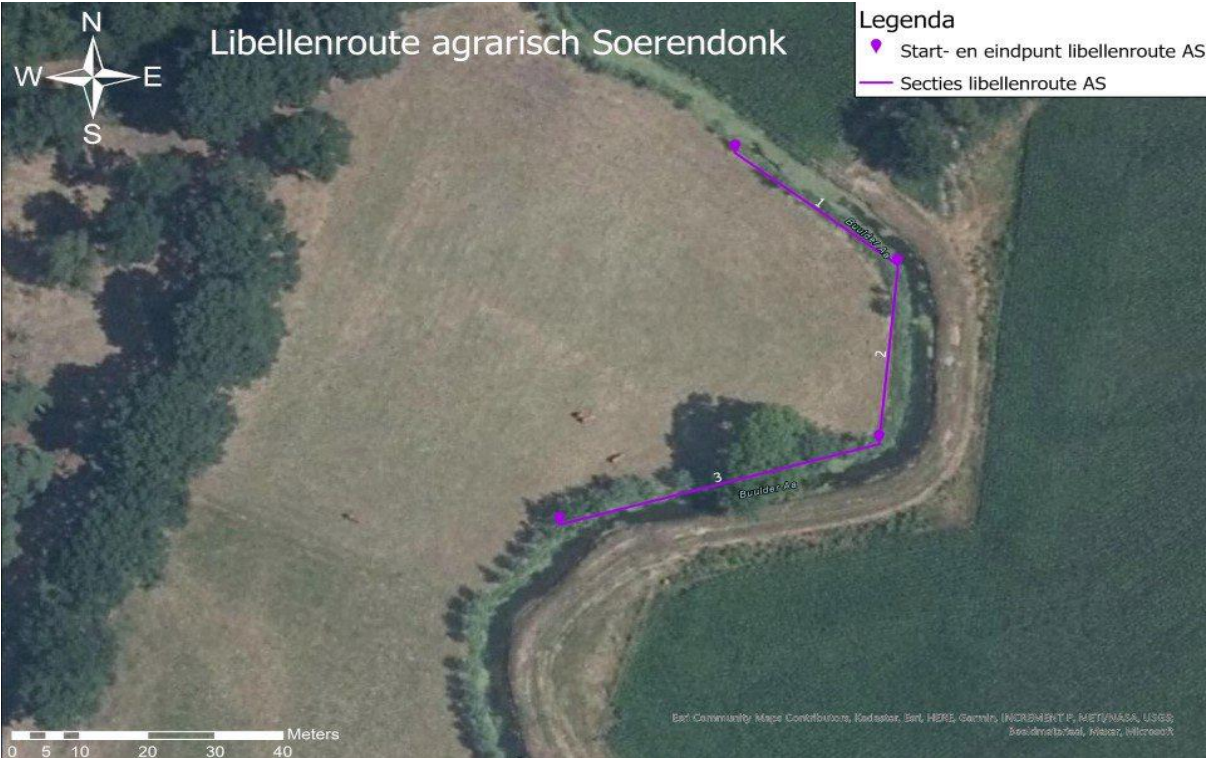 Libellenroute agrarisch Soerendonk
Legenda
Start- en eindpunt libellenroute AS
Secties libellenroute AS
N
W E
S
1
Buulder Aa
2
3
Buulder Aa
Meters
0 5 10 20 30 40
Esri Community Maps Contributors, Kadaster, Esri, HERE, Garmin, INCREMENT P, METI/NASA, USGS;
Beeldmateriaal, Maxar, Microsoft